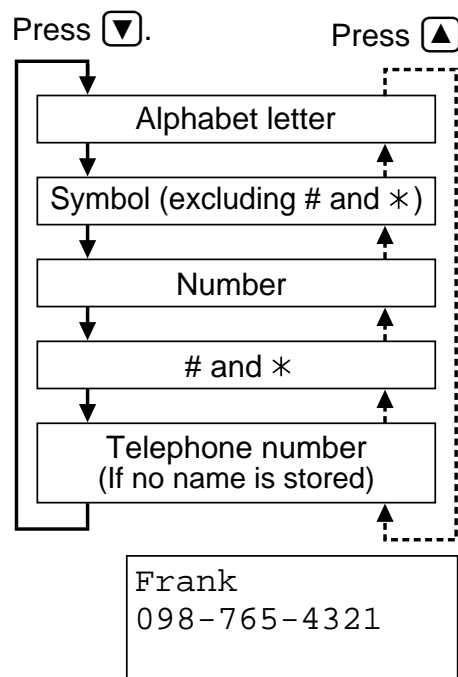 Press ▼.
Press ▲
Alphabet letter
Symbol (excluding # and ✳)
Number
# and ✳
Telephone number
(If no name is stored)
Frank
098-765-4321